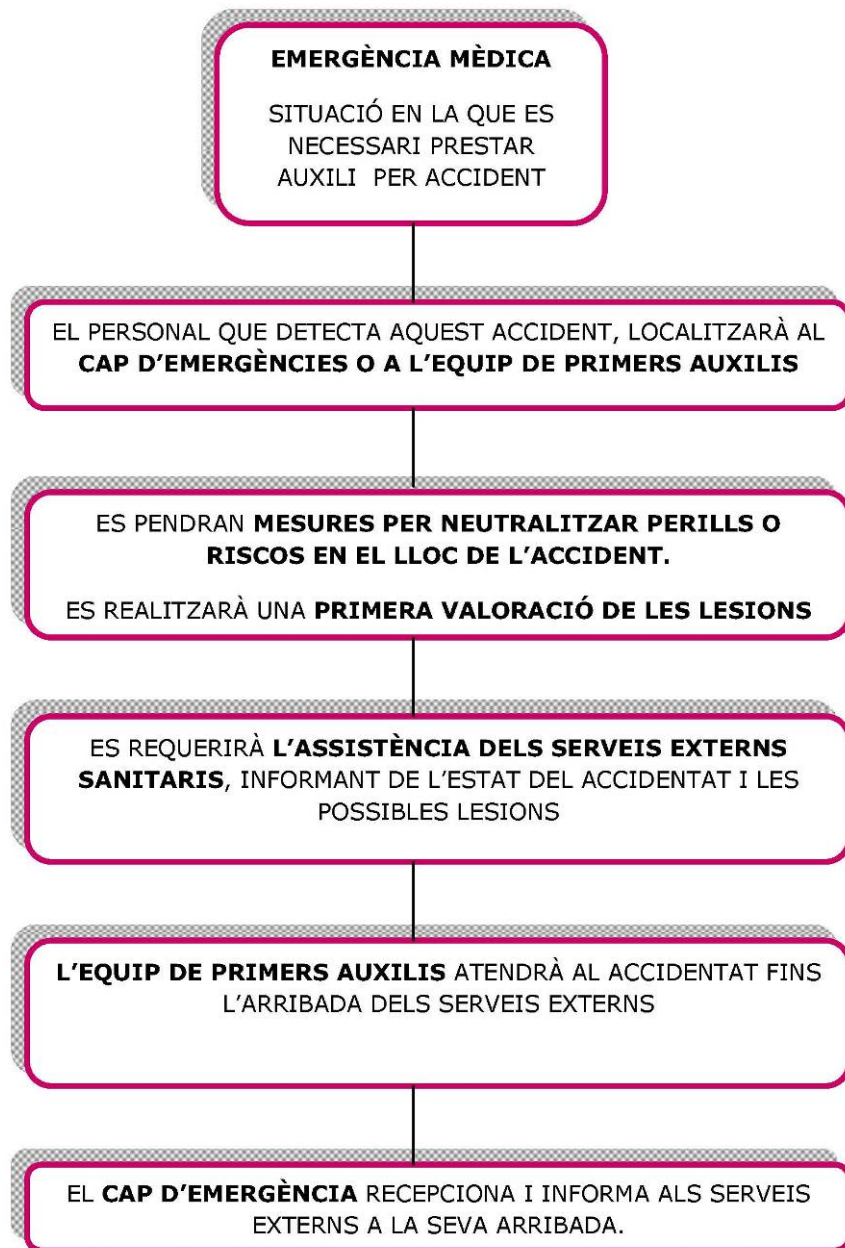 EMERGÈNCIA MÈDICA
SITUACIÓ EN LA QUE ES
NECESSARI PRESTAR
AUXILI PER ACCIDENT
EL PERSONAL QUE DETECTA AQUEST ACCIDENT, LOCALITZARÀ AL
CAP D'EMERGÈNCIES O A L'EQUIP DE PRIMERS AUXILIS
ES PENDRAN MESURES PER NEUTRALITZAR PERILLS O
RISCOS EN EL LLOC DE L'ACCIDENT.
ES REALITZARÀ UNA PRIMERA VALORACIÓ DE LES LESIONS
ES REQUERIRÀ L'ASSISTÈNCIA DELS SERVEIS EXTERNS
SANITARIS, INFORMANT DE L'ESTAT DEL ACCIDENTAT I LES
POSSIBLES LESIONS
L'EQUIP DE PRIMERS AUXILIS ATENDRÀ AL ACCIDENTAT FINS
L'ARRIBADA DELS SERVEIS EXTERNS
EL CAP D'EMERGÈNCIA RECEPCIONA I INFORMA ALS SERVEIS
EXTERNS A LA SEVA ARRIBADA.